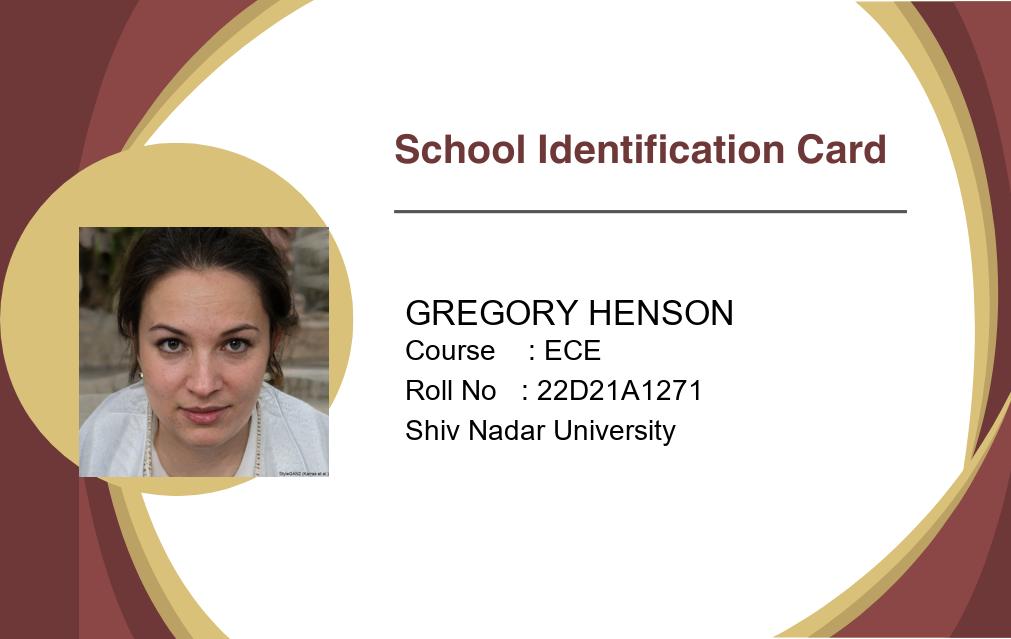 School Identification Card
GREGORY HENSON
Course : ECE
Roll No : 22D21A1271
Shiv Nadar University
StyleGAN2 (Karras et al.)